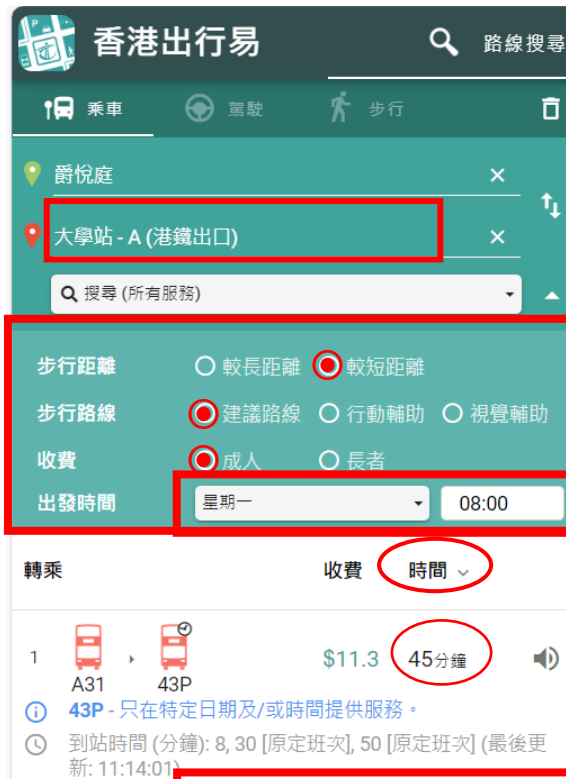 香港出行易
路線搜尋
乘車 駕駛 步行
爵悅庭
大學站 - A (港鐵出口)
搜尋 (所有服務)
步行距離 較長距離 較短距離
步行路線 建議路線 行動輔助 視覺輔助
收費 成人 長者
出發時間 星期一 08:00
轉乘 收費 時間
1 $11.3 45分鐘
A31 43P
43P - 只在特定日期及/或時間提供服務。
到站時間 (分鐘): 8, 30 [原定班次], 50 [原定班次] (最後更
新: 11:14:01)